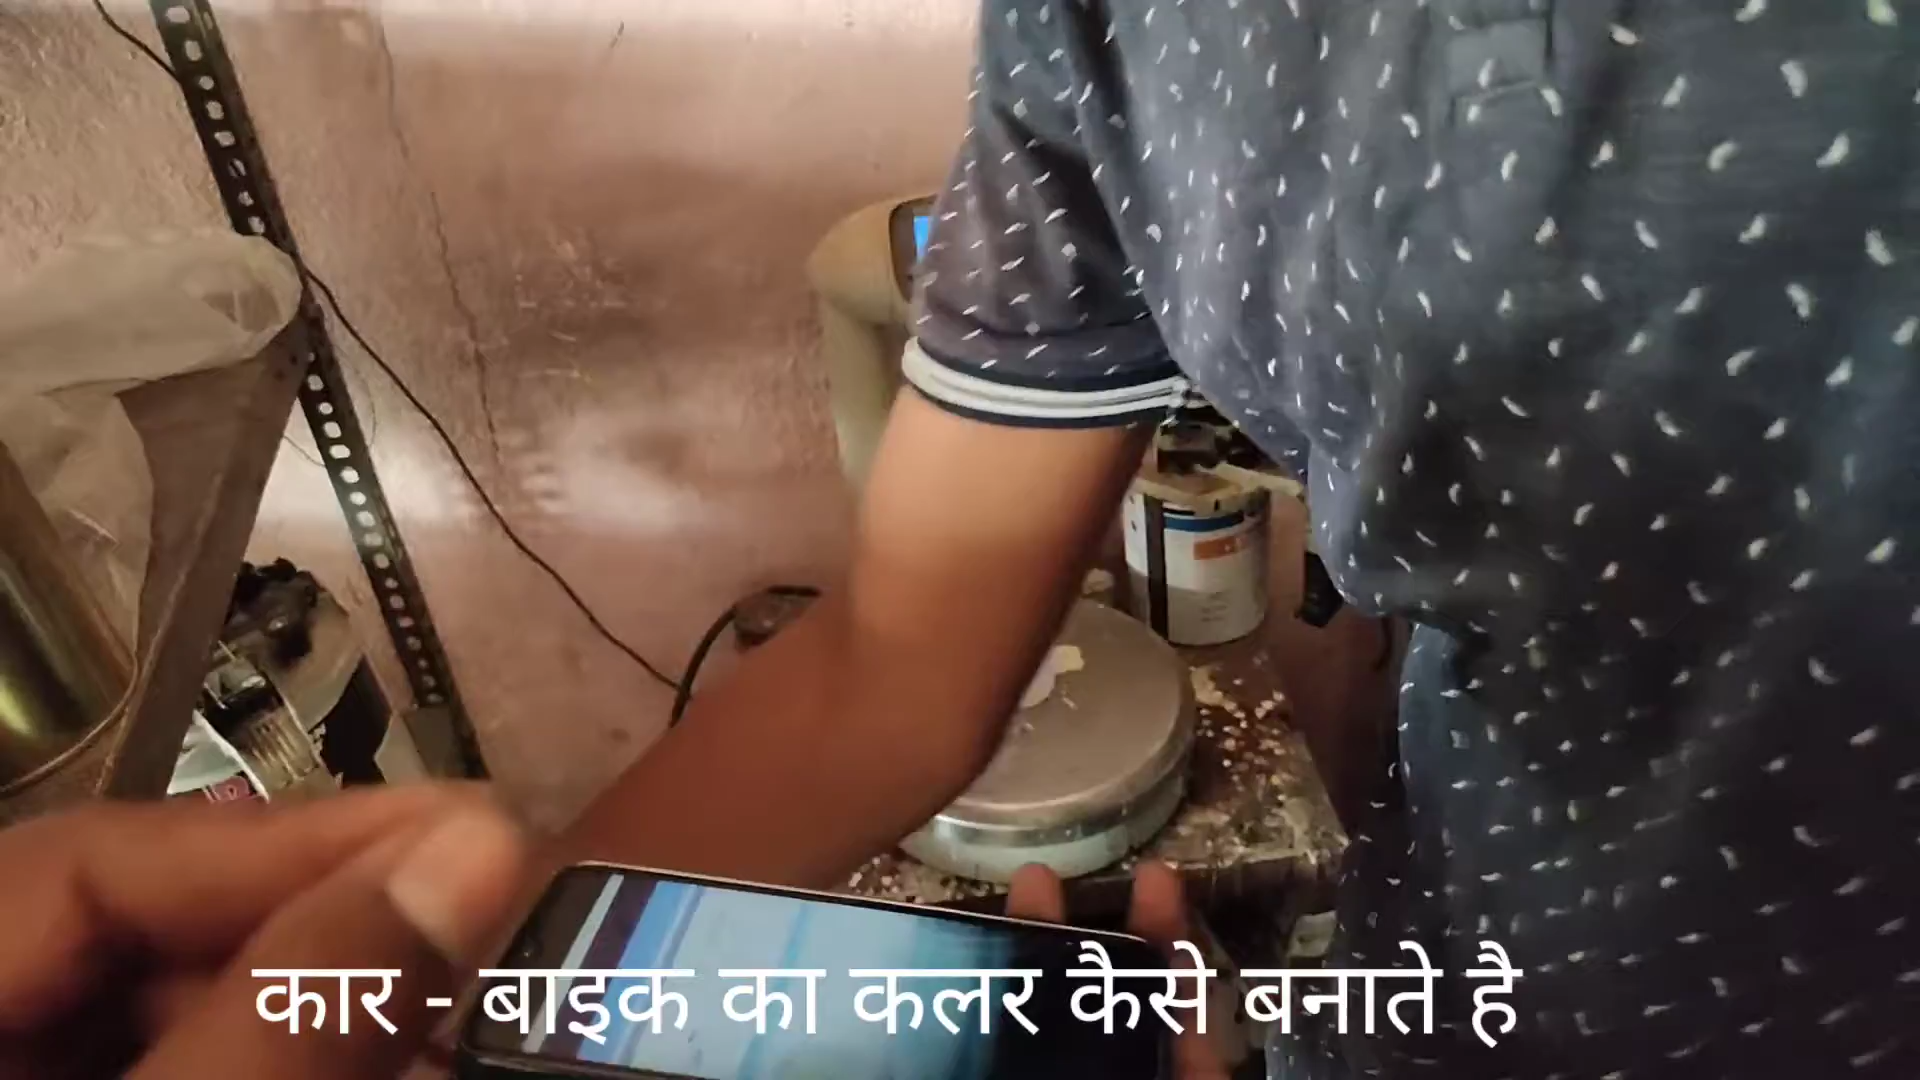 कार - बाइक का कलर कैसे बनाते है